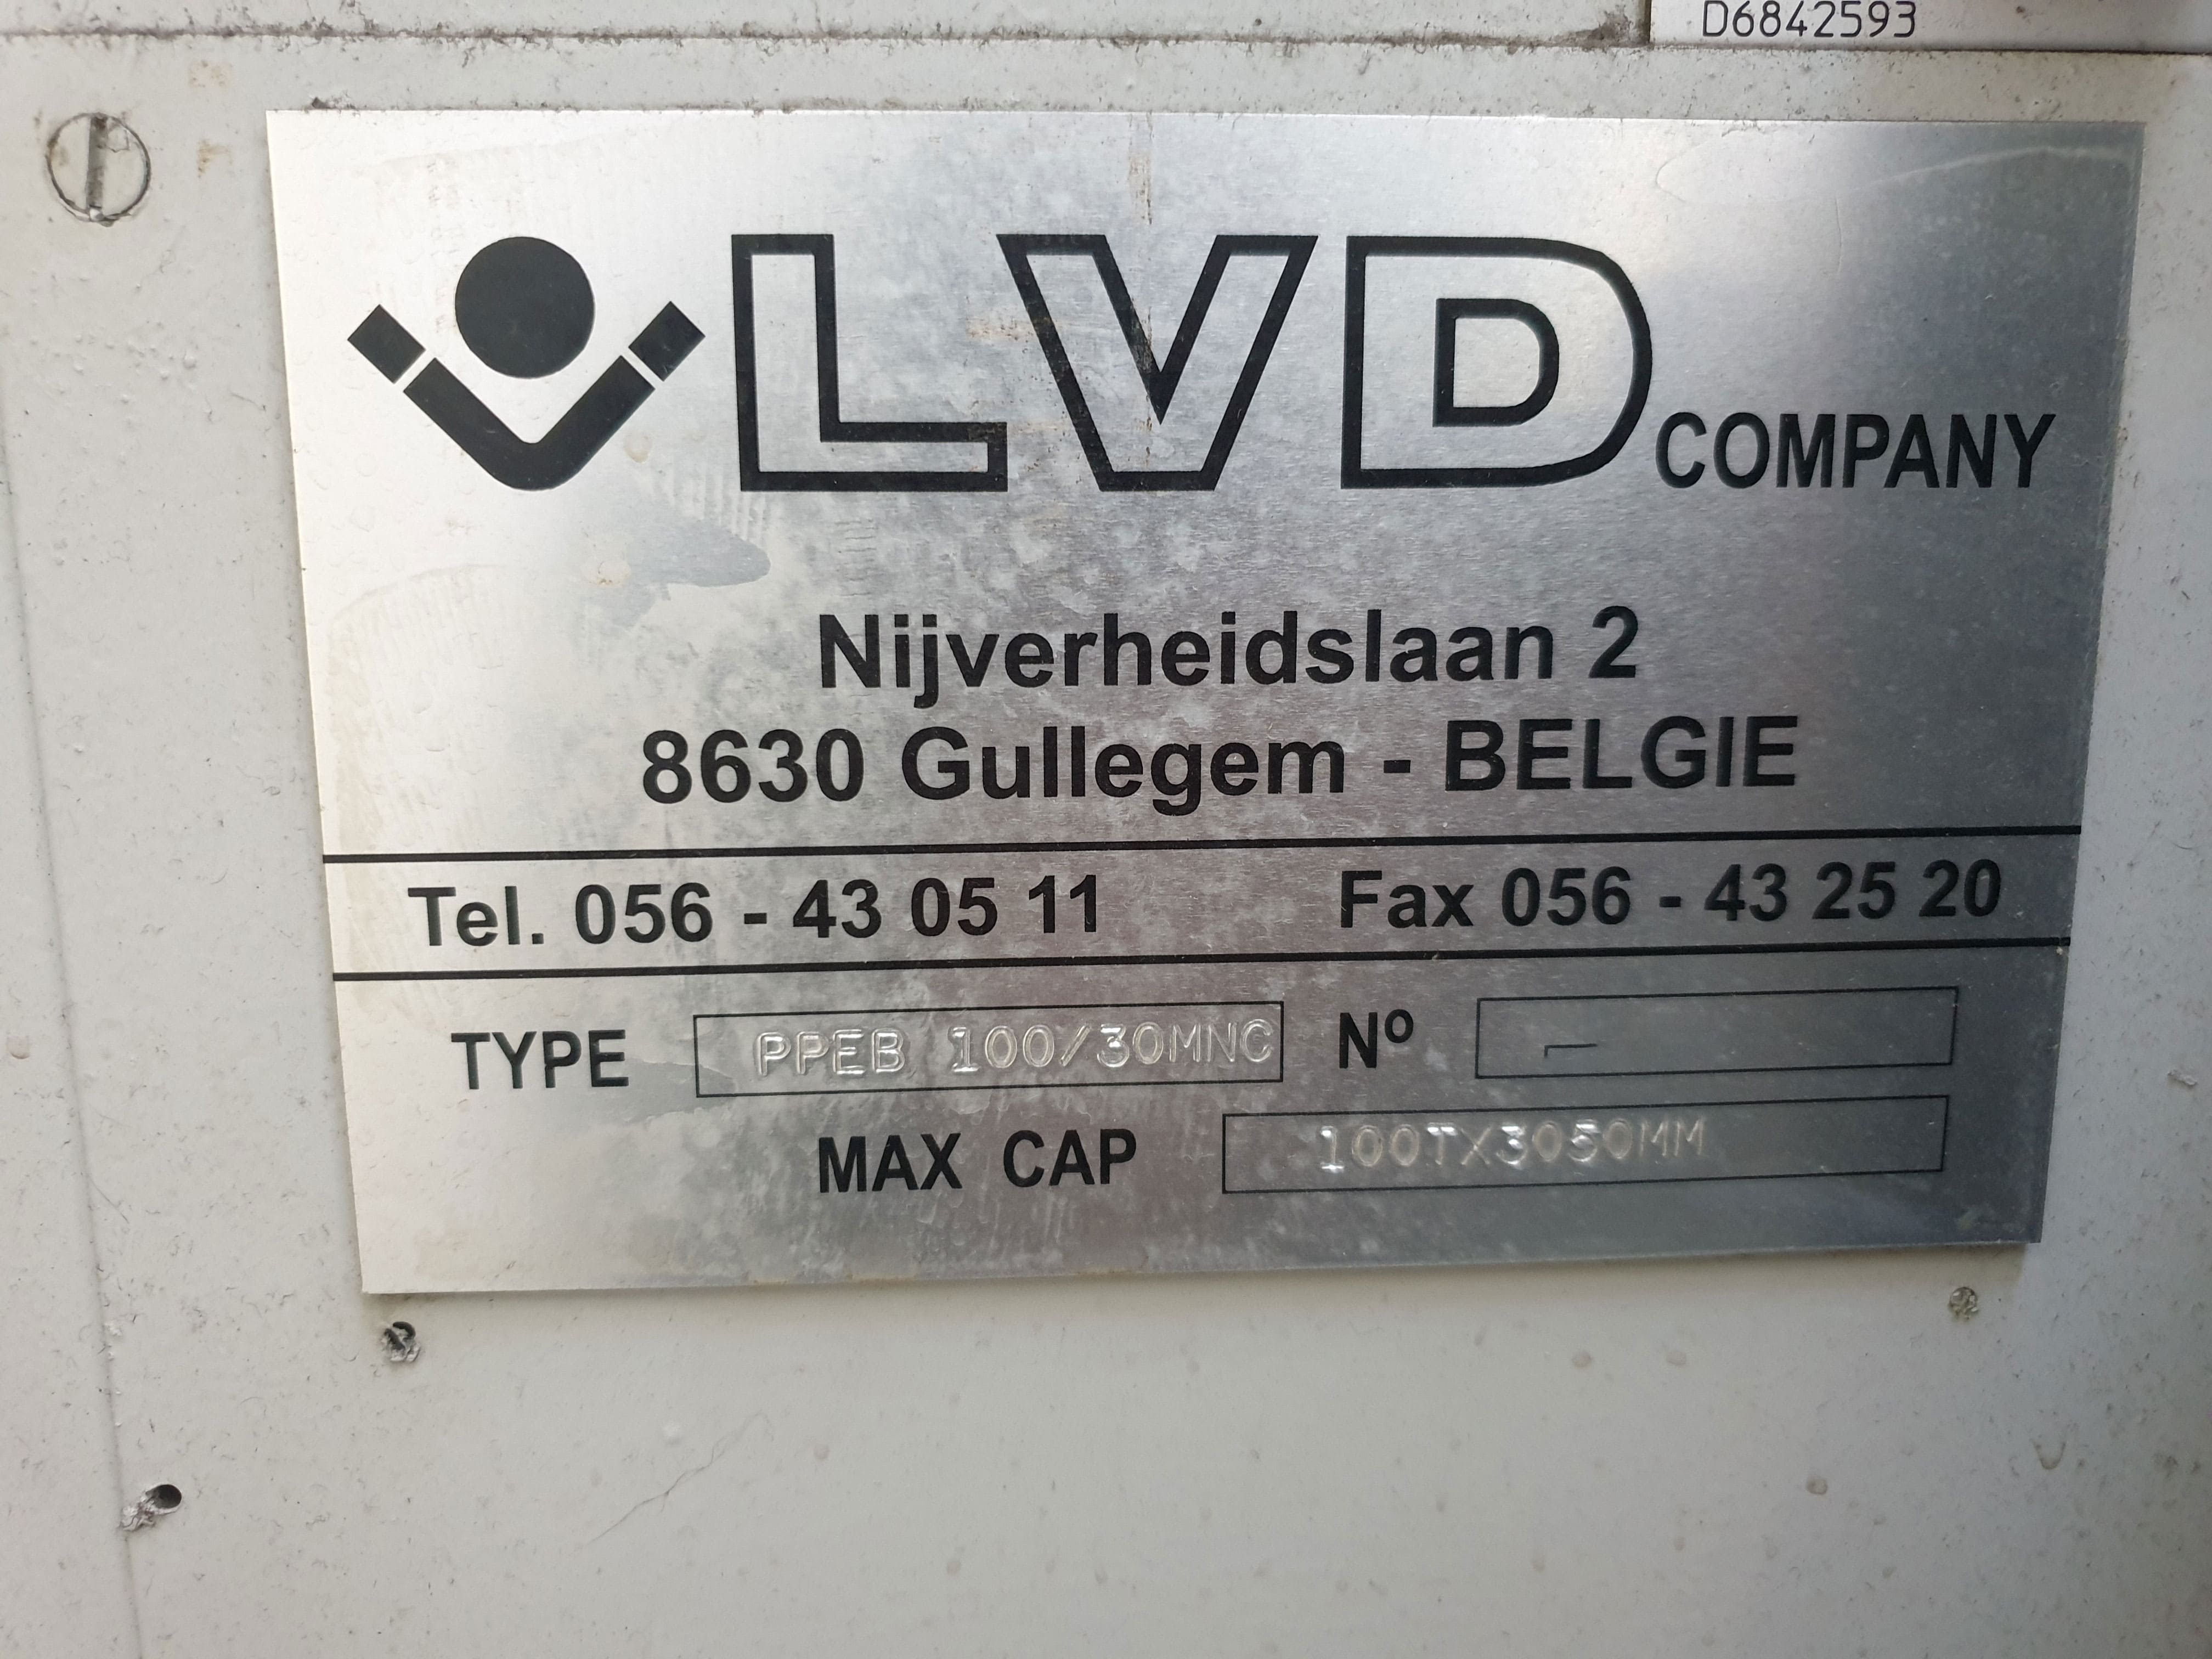 D6842593
LVD COMPANY
Nijverheidslaan 2
8630 Gullegem - BELGIE
Tel. 056 - 43 05 11 Fax 056 - 43 25 20
TYPE PPEB 100/30MNC Nº
MAX CAP 100TX3050MM